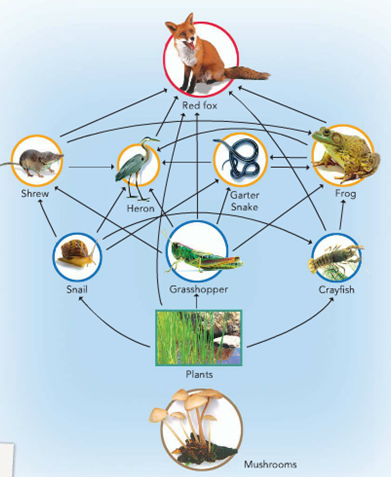 Red fox
Shrew
Heron
Garter
Snake
Frog
Snail
Grasshopper
Crayfish
Plants
Mushrooms